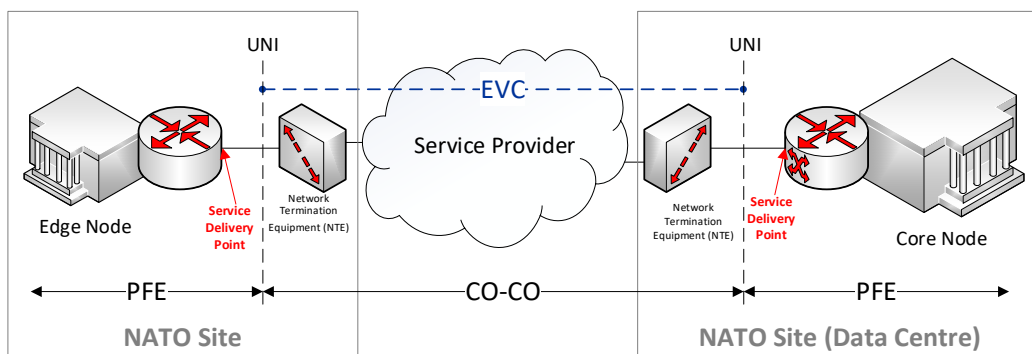 UNI
UNI
EVC
Service Provider
Edge Node
Service
Delivery
Point
Network
Termination
Equipment (NTE)
Network
Termination
Equipment (NTE)
Service
Delivery
Point
Core Node
PFE
CO-CO
PFE
NATO Site
NATO Site (Data Centre)